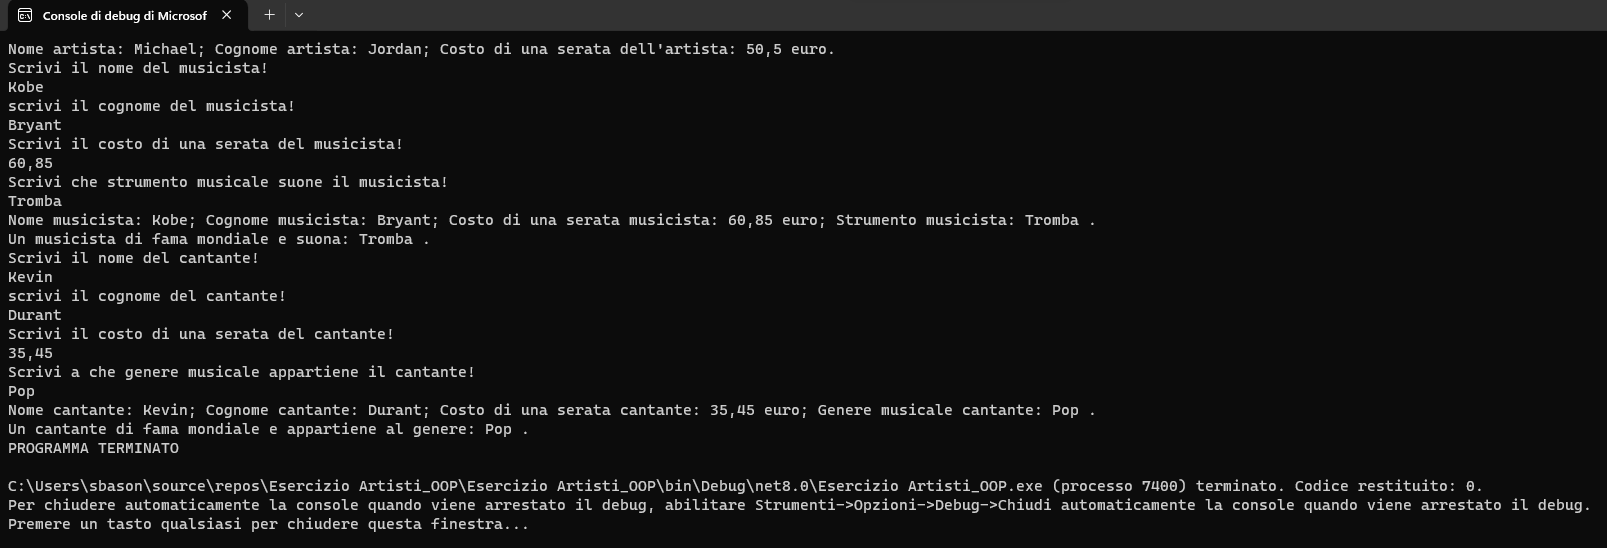 Console di debug di Microsof
Nome artista: Michael; Cognome artista: Jordan; Costo di una serata dell'artista: 50,5 euro.
Scrivi il nome del musicista!
Kobe
scrivi il cognome del musicista!
Bryant
Scrivi il costo di una serata del musicista!
60,85
Scrivi che strumento musicale suone il musicista!
Tromba
Nome musicista: Kobe; Cognome musicista: Bryant; Costo di una serata musicista: 60,85 euro; Strumento musicista: Tromba .
Un musicista di fama mondiale e suona: Tromba .
Scrivi il nome del cantante!
Kevin
scrivi il cognome del cantante!
Durant
Scrivi il costo di una serata del cantante!
35,45
Scrivi a che genere musicale appartiene il cantante!
Pop
Nome cantante: Kevin; Cognome cantante: Durant; Costo di una serata cantante: 35,45 euro; Genere musicale cantante: Pop .
Un cantante di fama mondiale e appartiene al genere: Pop .
PROGRAMMA TERMINATO
C:\Users\sbason\source\repos\Esercizio Artisti_OOP\Esercizio Artisti_OOP\bin\Debug\net8.0\Esercizio Artisti_OOP.exe (processo 7400) terminato. Codice restituito: 0.
Per chiudere automaticamente la console quando viene arrestato il debug, abilitare Strumenti->Opzioni->Debug->Chiudi automaticamente la console quando viene arrestato il debug.
Premere un tasto qualsiasi per chiudere questa finestra...